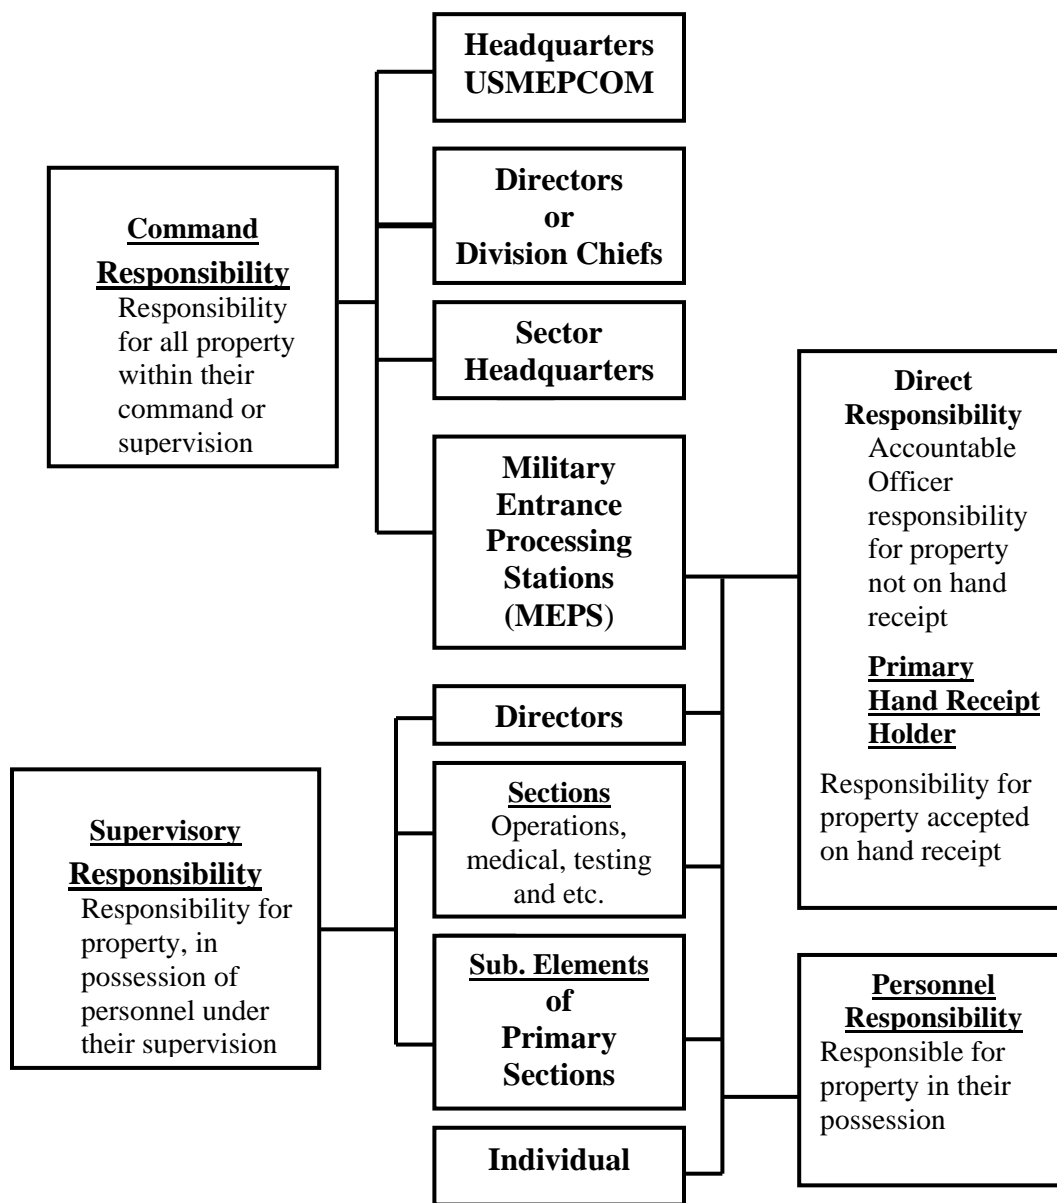 Headquarters
USMEPCOM
Directors
or
Division Chiefs
Command
Responsibility
Responsibility
for all property
within their
command or
supervision
Sector
Headquarters
Military
Entrance
Processing
Stations
(MEPS)
Direct
Responsibility
Accountable
Officer
responsibility
for property
not on hand
receipt
Primary
Hand Receipt
Holder
Responsibility for
property accepted
on hand receipt
Directors
Sections
Operations,
medical, testing
and etc.
Supervisory
Responsibility
Responsibility for
property, in
possession of
personnel under
their supervision
Sub. Elements
of
Primary
Sections
Personnel
Responsibility
Responsible for
property in their
possession
Individual